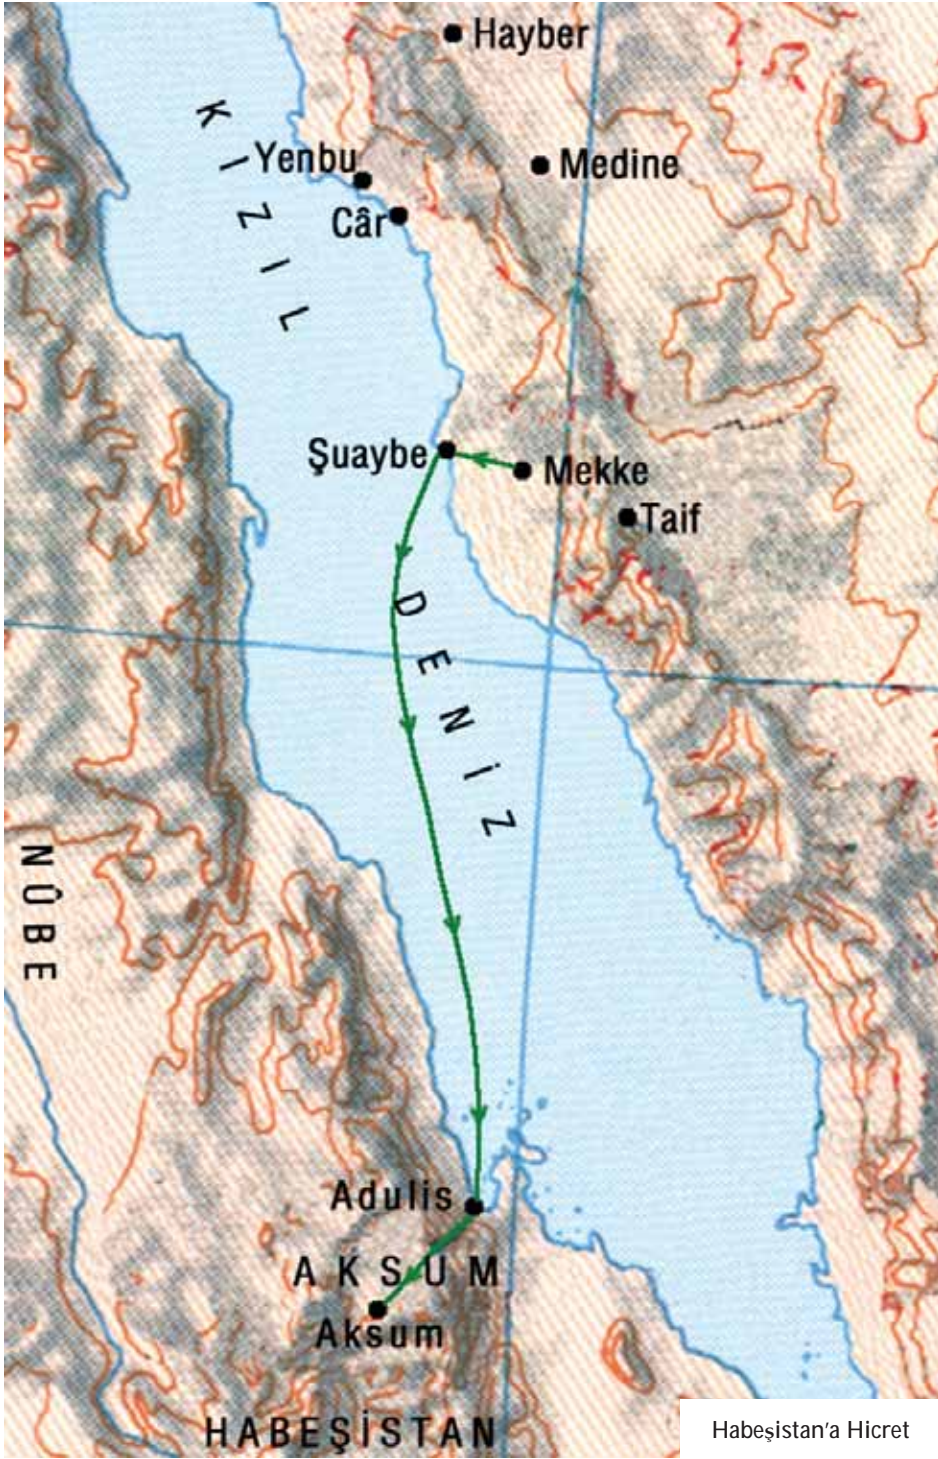 Hayber
KIZIL
Yenbu
Medine
Câr
Şuaybe
Mekke
Taif
DENİZ
NÛBE
Adulis
AKSUM
Aksum
HABEŞİSTAN
Habeşistan'a Hicret